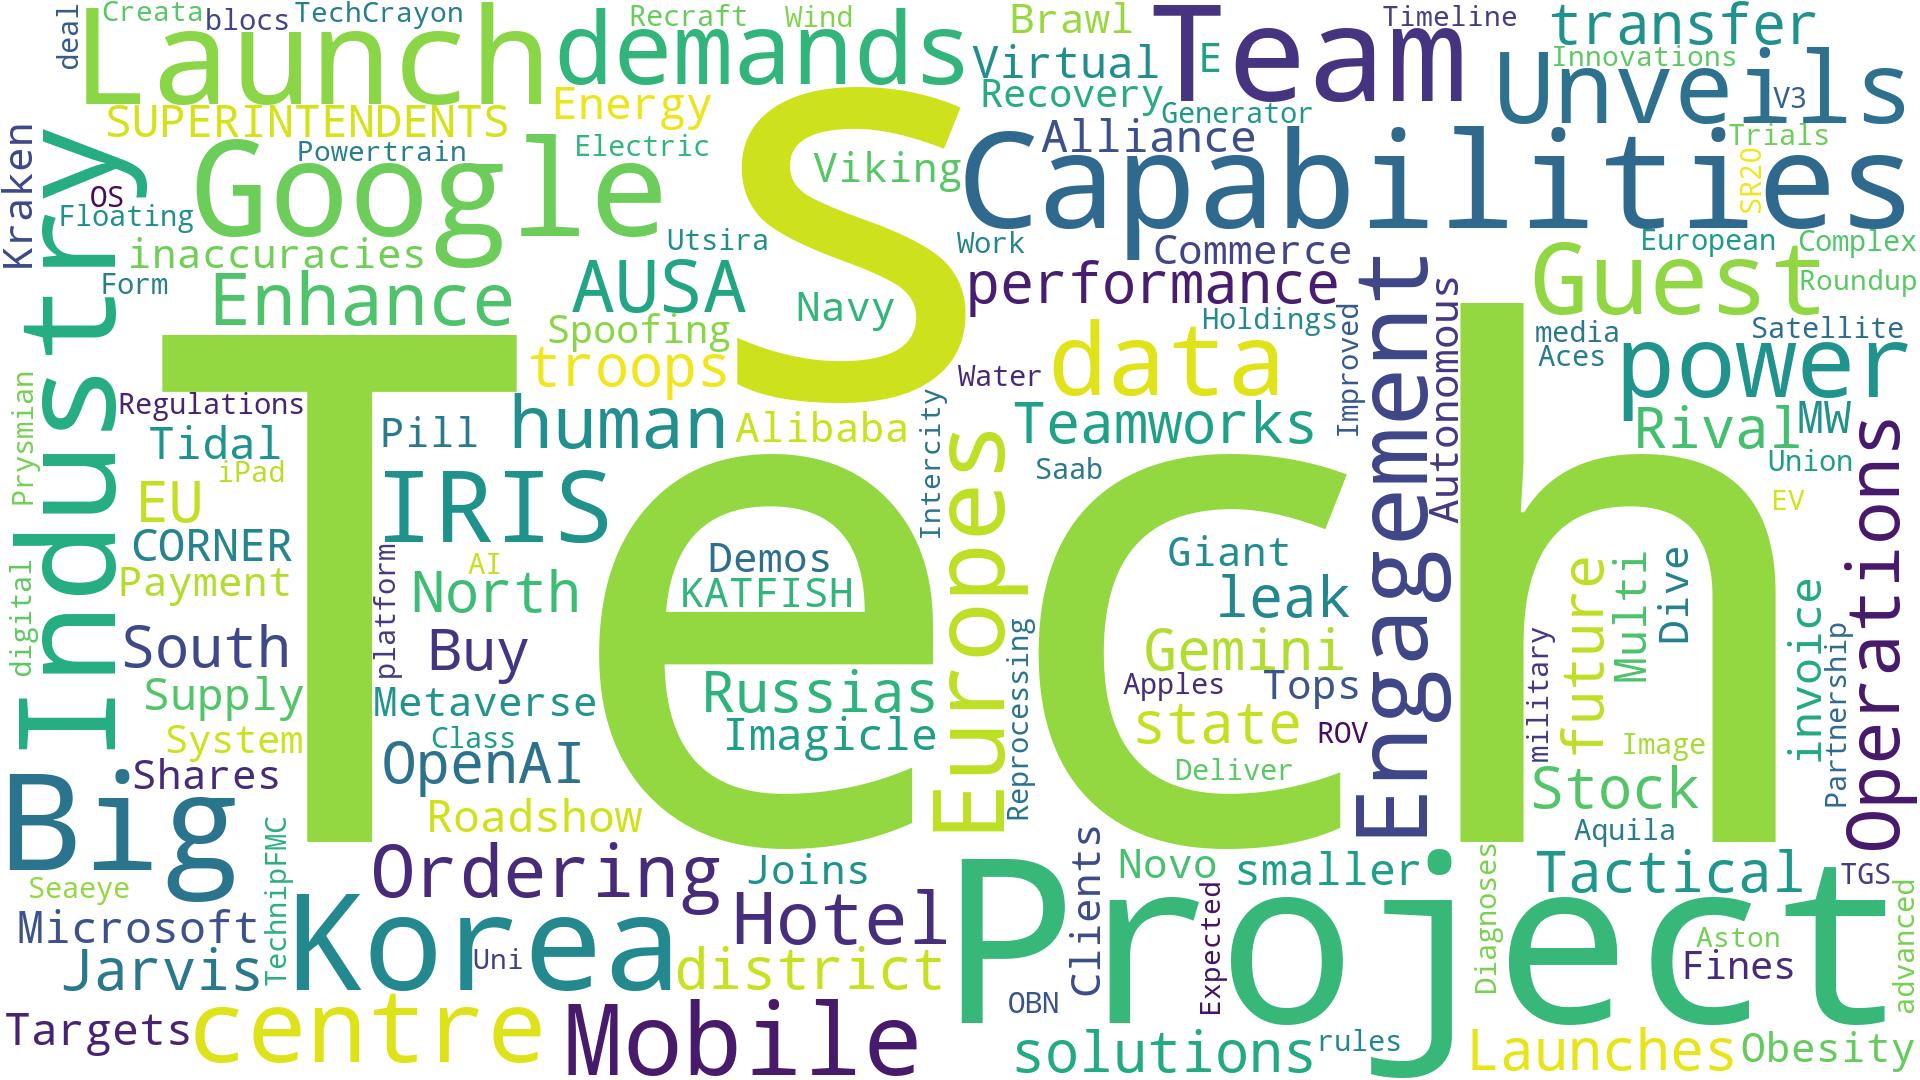 deal
Creata
blocs
TechCrayon
Launch
demands
Recraft
Wind
Brawl
Virtual
E
Recovery
Generator
Team
Timeline
transfer
Innovations
Unveils
V3
Trials
SUPERINTENDENTS
Energy
Powertrain
Electric
Google
Kraken
OS
Floating
inaccuracies
Form
Industry
Enhance
AUSA
Utsira
Spoofing
troops
S
Viking
Navy
Alliance
Capabilities
SR2O
Work
Commerce
performance
European
Complex
Guest
Roundup
Holdings
Improved
Engagement
Autonomous
media
Aces
Satellite
power
data
Water
Tech
Prysmian
Regulations
Tidal
iPad
EU
CORNER
Payment
Pill
human
Alibaba
IRIS
Intercity
Europes
Teamworks
Saab
Rival
MW
Union
EV
Operations
AI
North
platform
Demos
KATFISH
Giant
leak
Gemini
Apples
Tops
state
ROV
Deliver
digital
South
Supply
System
Shares
Buy
Metaverse
Class
OpenAI
Roadshow
Russias
Imagicle
Reprocessing
military
future
Multi
Dive
Image
invoice
Partnership
Stock
Aquila
Big
Seaeye
Microsoft
Jarvis
TechnipFMC
Ordering
Korea
Uni
Joins
Hotel
district
Targets
centre
Mobile
Project
OBN
Clients
Novo
Expected
smaller
Diagnoses
Tactical
TGS
Aston
Fines
advanced
solutions
rules
Launches
Obesity